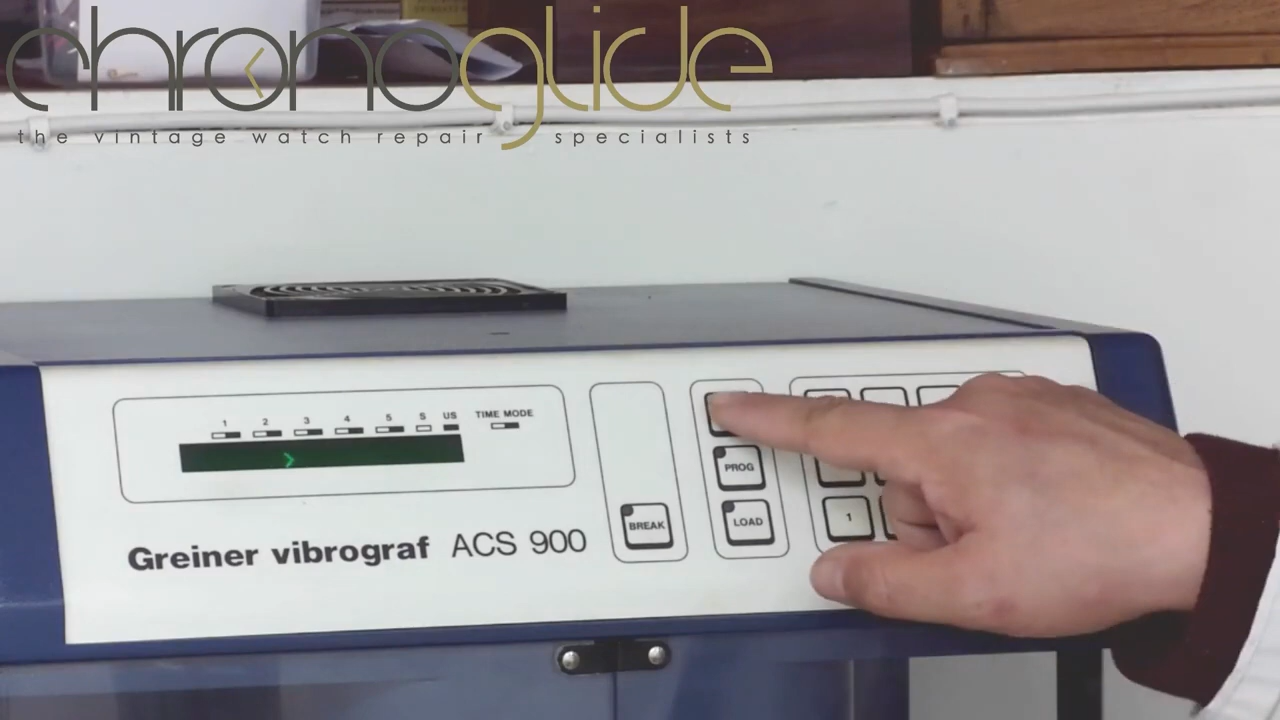 chronoglide
the vintage watch repair specialists
1 2 3 4 5 S US TIME MODE
>
PROG
LOAD
BREAK
1
Greiner vibrograf ACS 900